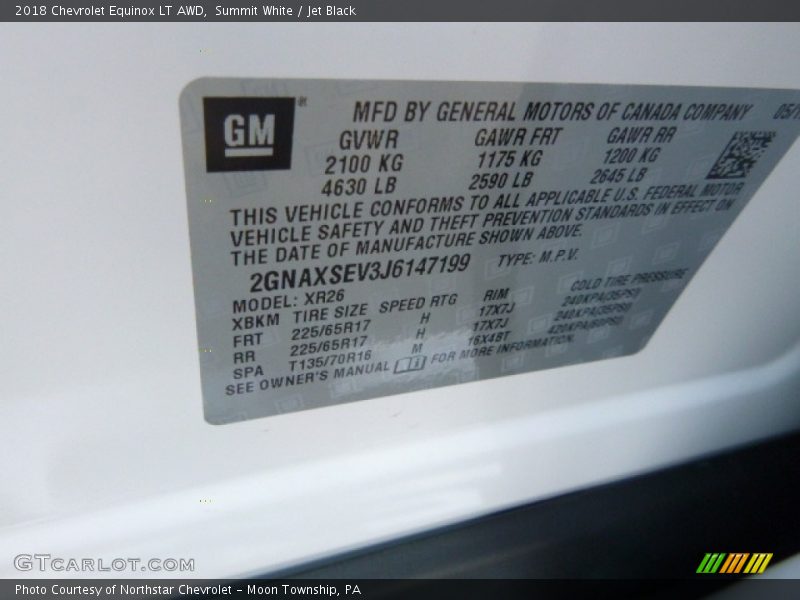 2018 Chevrolet Equinox LT AWD, Summit White / Jet Black
GM
MFD BY GENERAL MOTORS OF CANADA COMPANY
GVWR GAWR FRT GAWR RR
2100 KG 1175 KG 1200 KG
4630 LB 2590 LB 2645 LB
THIS VEHICLE CONFORMS TO ALL APPLICABLE U.S. FEDERAL MOTOR
VEHICLE SAFETY AND THEFT PREVENTION STANDARDS IN EFFECT ON
THE DATE OF MANUFACTURE SHOWN ABOVE.
2GNAXSEV3J6147199 TYPE: M.P.V.
MODEL: XR26
XBKM TIRE SIZE SPEED RTG RIM COLD TIRE PRESSURE
FRT 225/65R17 H 17X7J 240KPA(35PSI)
RR 225/65R17 H 17X7J 240KPA(35PSI)
SPA T135/70R16 M 16X4BT 420KPA(60PSI)
SEE OWNER'S MANUAL FOR MORE INFORMATION.
GTCARLOT.COM
Photo Courtesy of Northstar Chevrolet - Moon Township, PA